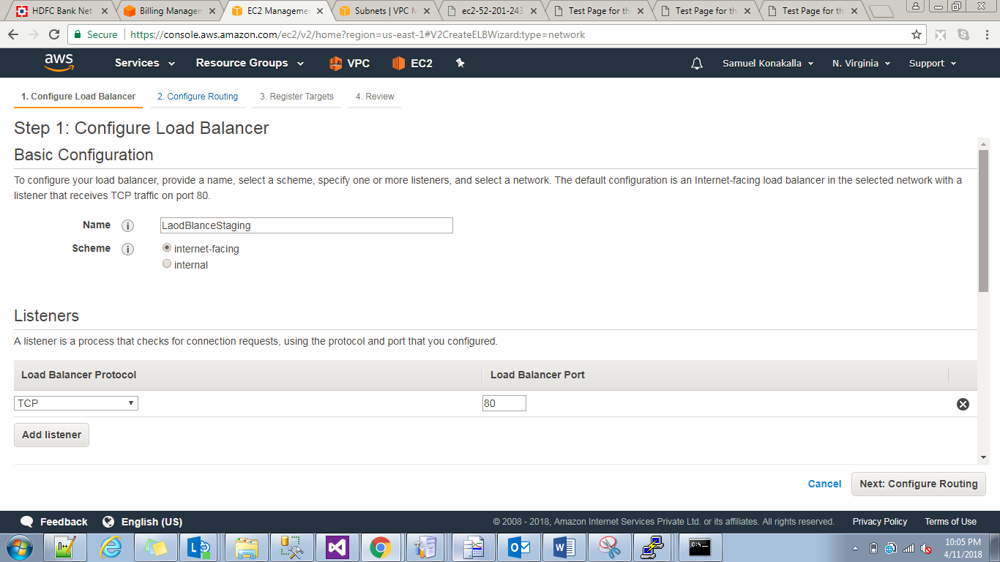 HDFC Bank Net
Billing Managem
EC2 Manageme
Subnets | VPC M
ec2-52-201-243
Test Page for th
Test Page for th
Test Page for th
Secure
https://console.aws.amazon.com/ec2/v2/home?region=us-east-1#V2CreateELBWizard:type=network
aws
Services
Resource Groups
VPC
EC2
Samuel Konakalla
N. Virginia
Support
1. Configure Load Balancer
2. Configure Routing
3. Register Targets
4. Review
Step 1: Configure Load Balancer
Basic Configuration
To configure your load balancer, provide a name, select a scheme, specify one or more listeners, and select a network. The default configuration is an Internet-facing load balancer in the selected network with a
listener that receives TCP traffic on port 80.
Name
LaodBlanceStaging
Scheme
internet-facing
internal
Listeners
A listener is a process that checks for connection requests, using the protocol and port that you configured.
Load Balancer Protocol
Load Balancer Port
TCP
80
Add listener
Cancel
Next: Configure Routing
Feedback
English (US)
© 2008 - 2018, Amazon Internet Services Private Ltd. or its affiliates. All rights reserved.
Privacy Policy
Terms of Use
10:05 PM
4/11/2018